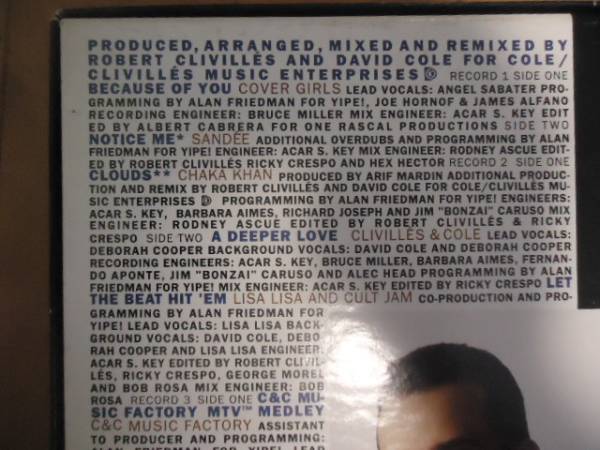 PRODUCED, ARRANGED, MIXED AND REMIXED BY
ROBERT CLIVILLÉS AND DAVID COLE FOR COLE/
CLIVILLÉS MUSIC ENTERPRISES RECORD 1 SIDE ONE
BECAUSE OF YOU COVER GIRLS LEAD VOCALS: ANGEL SABATER PRO-
GRAMMING BY ALAN FRIEDMAN FOR YIPE!, JOE HORNOF & JAMES ALFANO
RECORDING ENGINEER: BRUCE MILLER MIX ENGINEER: ACAR S. KEY EDIT
ED BY ALBERT CABRERA FOR ONE RASCAL PRODUCTIONS SIDE TWO
NOTICE ME* SANDÉE ADDITIONAL OVERDUBS AND PROGRAMMING BY ALAN
FRIEDMAN FOR YIPE! ENGINEER: ACAR S. KEY MIX ENGINEER: RODNEY ASCUE EDIT-
ED BY ROBERT CLIVILLÉS RICKY CRESPO AND HEX HECTOR RECORD 2 SIDE ONE
CLOUDS** CHAKA KHAN PRODUCED BY ARIF MARDIN ADDITIONAL PRODUC-
TION AND REMIX BY ROBERT CLIVILLÉS AND DAVID COLE FOR COLE/CLIVILLÉS MU-
SIC ENTERPRISES PROGRAMMING BY ALAN FRIEDMAN FOR YIPE! ENGINEERS:
ACAR S. KEY, BARBARA AIMES, RICHARD JOSEPH AND JIM "BONZAI" CARUSO MIX
ENGINEER: RODNEY ASCUE EDITED BY ROBERT CLIVILLÉS & RICKY
CRESPO SIDE TWO A DEEPER LOVE CLIVILLÉS & COLE LEAD VOCALS:
DEBORAH COOPER BACKGROUND VOCALS: DAVID COLE AND DEBORAH COOPER
RECORDING ENGINEERS: ACAR S. KEY, BRUCE MILLER, BARBARA AIMES, FERNAN-
DO APONTE, JIM "BONZAI" CARUSO AND ALEC HEAD PROGRAMMING BY ALAN
FRIEDMAN FOR YIPE! MIX ENGINEER: ACAR S. KEY EDITED BY RICKY CRESPO LET
THE BEAT HIT 'EM LISA LISA AND CULT JAM CO-PRODUCTION AND PRO-
GRAMMING BY ALAN FRIEDMAN FOR
YIPE! LEAD VOCALS: LISA LISA BACK-
GROUND VOCALS: DAVID COLE, DEBO
RAH COOPER AND LISA LISA ENGINEER:
ACAR S. KEY EDITED BY ROBERT CLIVIL-
LÉS, RICKY CRESPO, GEORGE MOREL
AND BOB ROSA MIX ENGINEER: BOB
ROSA RECORD 3 SIDE ONE C&C MU-
SIC FACTORY MTV™ MEDLEY
C&C MUSIC FACTORY ASSISTANT
TO PRODUCER AND PROGRAMMING:
ALAN FRIEDMAN FOR YIPE! LEAD